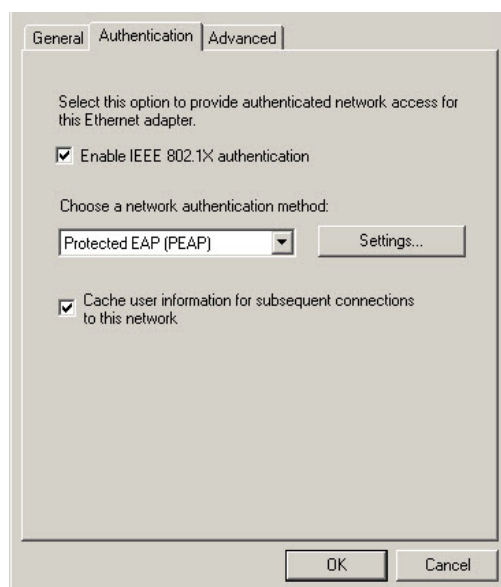 General Authentication Advanced
Select this option to provide authenticated network access for
this Ethernet adapter.
Enable IEEE 802.1X authentication
Choose a network authentication method:
Protected EAP (PEAP) Settings...
Cache user information for subsequent connections
to this network
OK Cancel